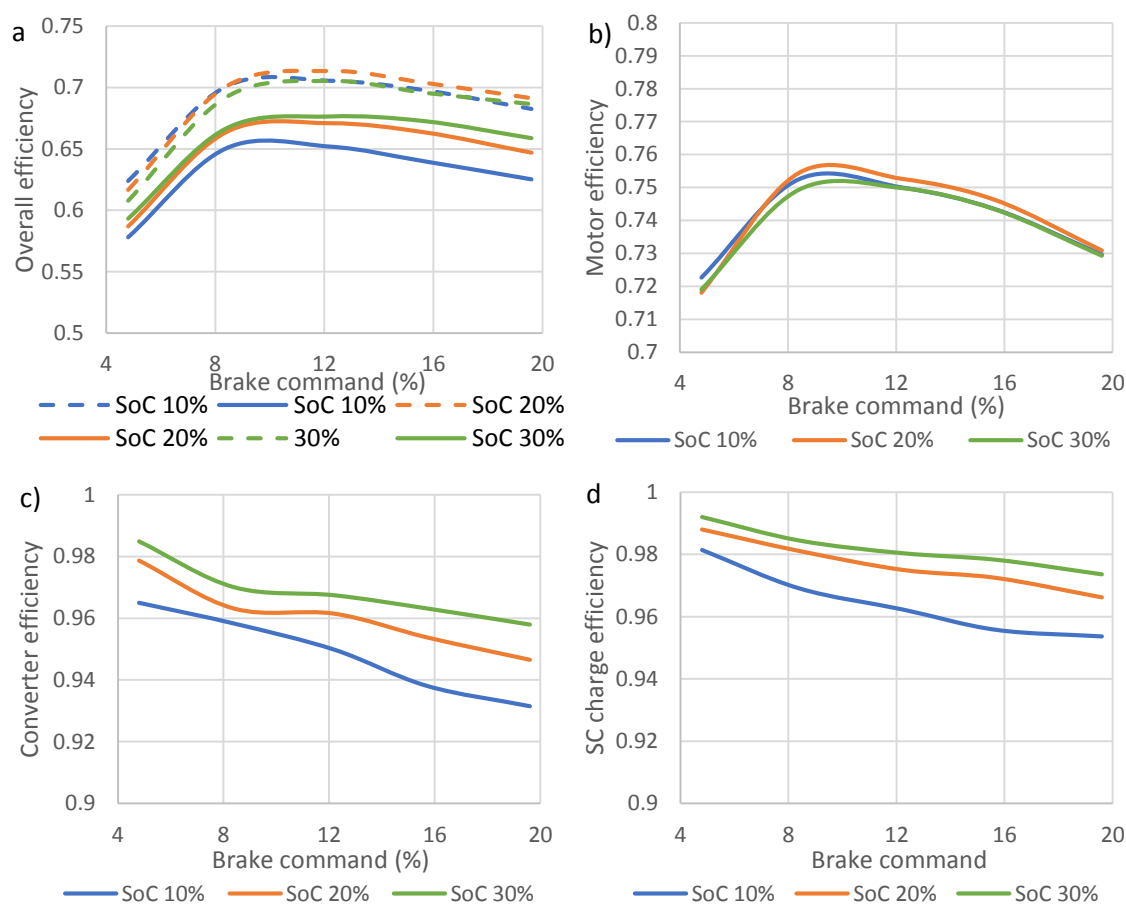 a
Overall efficiency
0.75
0.7
0.65
0.6
0.55
0.5
4 8 12 16 20
Brake command (%)
SoC 10% SoC 10% SoC 20%
SoC 20% 30% SoC 30%
b)
Motor efficiency
0.8
0.79
0.78
0.77
0.76
0.75
0.74
0.73
0.72
0.71
0.7
4 8 12 16 20
Brake command (%)
SoC 10% SoC 20% SoC 30%
c)
Converter efficiency
1
0.98
0.96
0.94
0.92
0.9
4 8 12 16 20
Brake command (%)
SoC 10% SoC 20% SoC 30%
d
SC charge efficiency
1
0.98
0.96
0.94
0.92
0.9
4 8 12 16 20
Brake command
SoC 10% SoC 20% SoC 30%